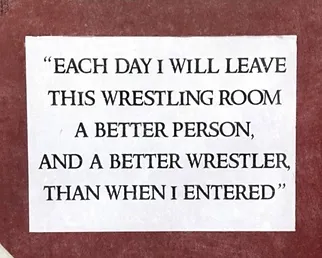 “EACH DAY I WILL LEAVE
THIS WRESTLING ROOM
A BETTER PERSON,
AND A BETTER WRESTLER,
THAN WHEN I ENTERED”